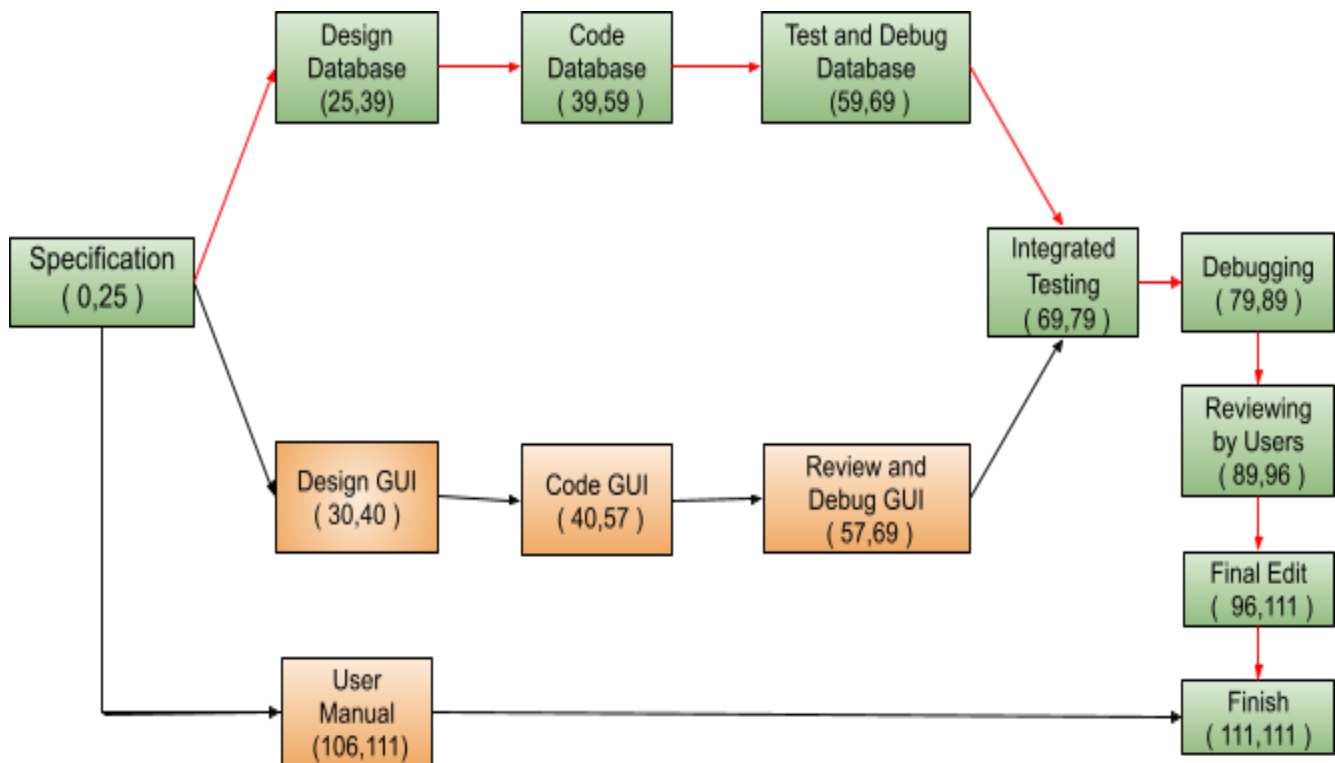 Design
Database
(25,39)
Code
Database
( 39,59 )
Test and Debug
Database
(59,69 )
Specification
( 0,25 )
Integrated
Testing
( 69,79 )
Debugging
( 79,89 )
Reviewing
by Users
( 89,96 )
Design GUI
( 30,40 )
Code GUI
( 40,57 )
Review and
Debug GUI
( 57,69 )
Final Edit
( 96,111 )
User
Manual
(106,111)
Finish
( 111,111 )